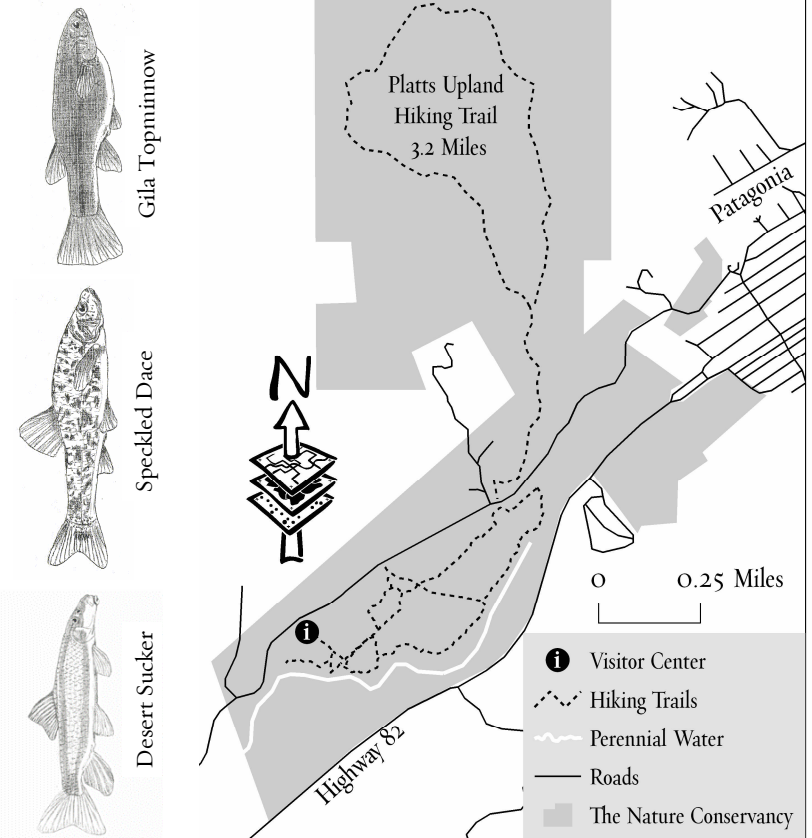 Gila Topminnow
Speckled Dace
Desert Sucker
Platts Upland
Hiking Trail
3.2 Miles
Patagonia
N
0 0.25 Miles
i
Highway 82
i Visitor Center
Hiking Trails
Perennial Water
Roads
The Nature Conservancy